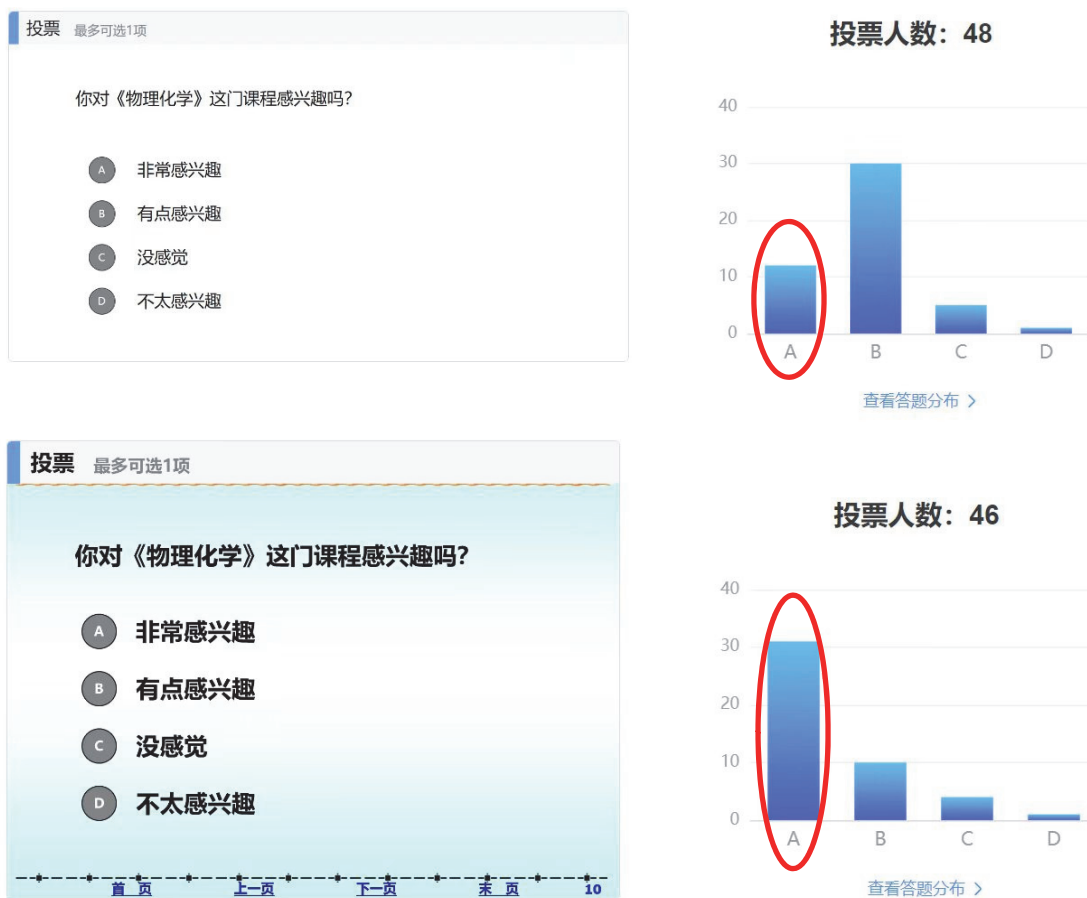 投票 最多可选1项
你对《物理化学》这门课程感兴趣吗？
A 非常感兴趣
B 有点感兴趣
C 没感觉
D 不太感兴趣
投票人数：48
40
30
20
10
0
A B C D
查看答题分布 >
投票 最多可选1项
你对《物理化学》这门课程感兴趣吗？
A 非常感兴趣
B 有点感兴趣
C 没感觉
D 不太感兴趣
首 页 上一页 下一页 末 页 10
投票人数：46
40
30
20
10
0
A B C D
查看答题分布 >